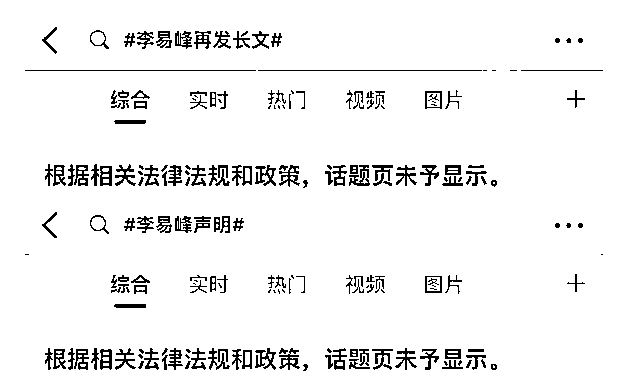 #李易峰再发长文#
综合 实时 热门 视频 图片
根据相关法律法规和政策，话题页未予显示。
#李易峰声明#
综合 实时 热门 视频 图片
根据相关法律法规和政策，话题页未予显示。